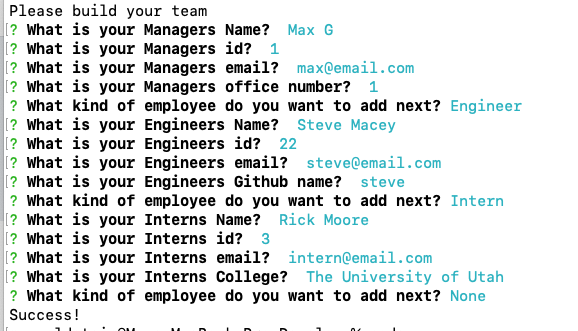 Please build your team
? What is your Managers Name? Max G
? What is your Managers id? 1
? What is your Managers email? max@email.com
? What is your Managers office number? 1
? What kind of employee do you want to add next? Engineer
? What is your Engineers Name? Steve Macey
? What is your Engineers id? 22
? What is your Engineers email? steve@email.com
? What is your Engineers Github name? steve
? What kind of employee do you want to add next? Intern
? What is your Interns Name? Rick Moore
? What is your Interns id? 3
? What is your Interns email? intern@email.com
? What is your Interns College? The University of Utah
? What kind of employee do you want to add next? None
Success!